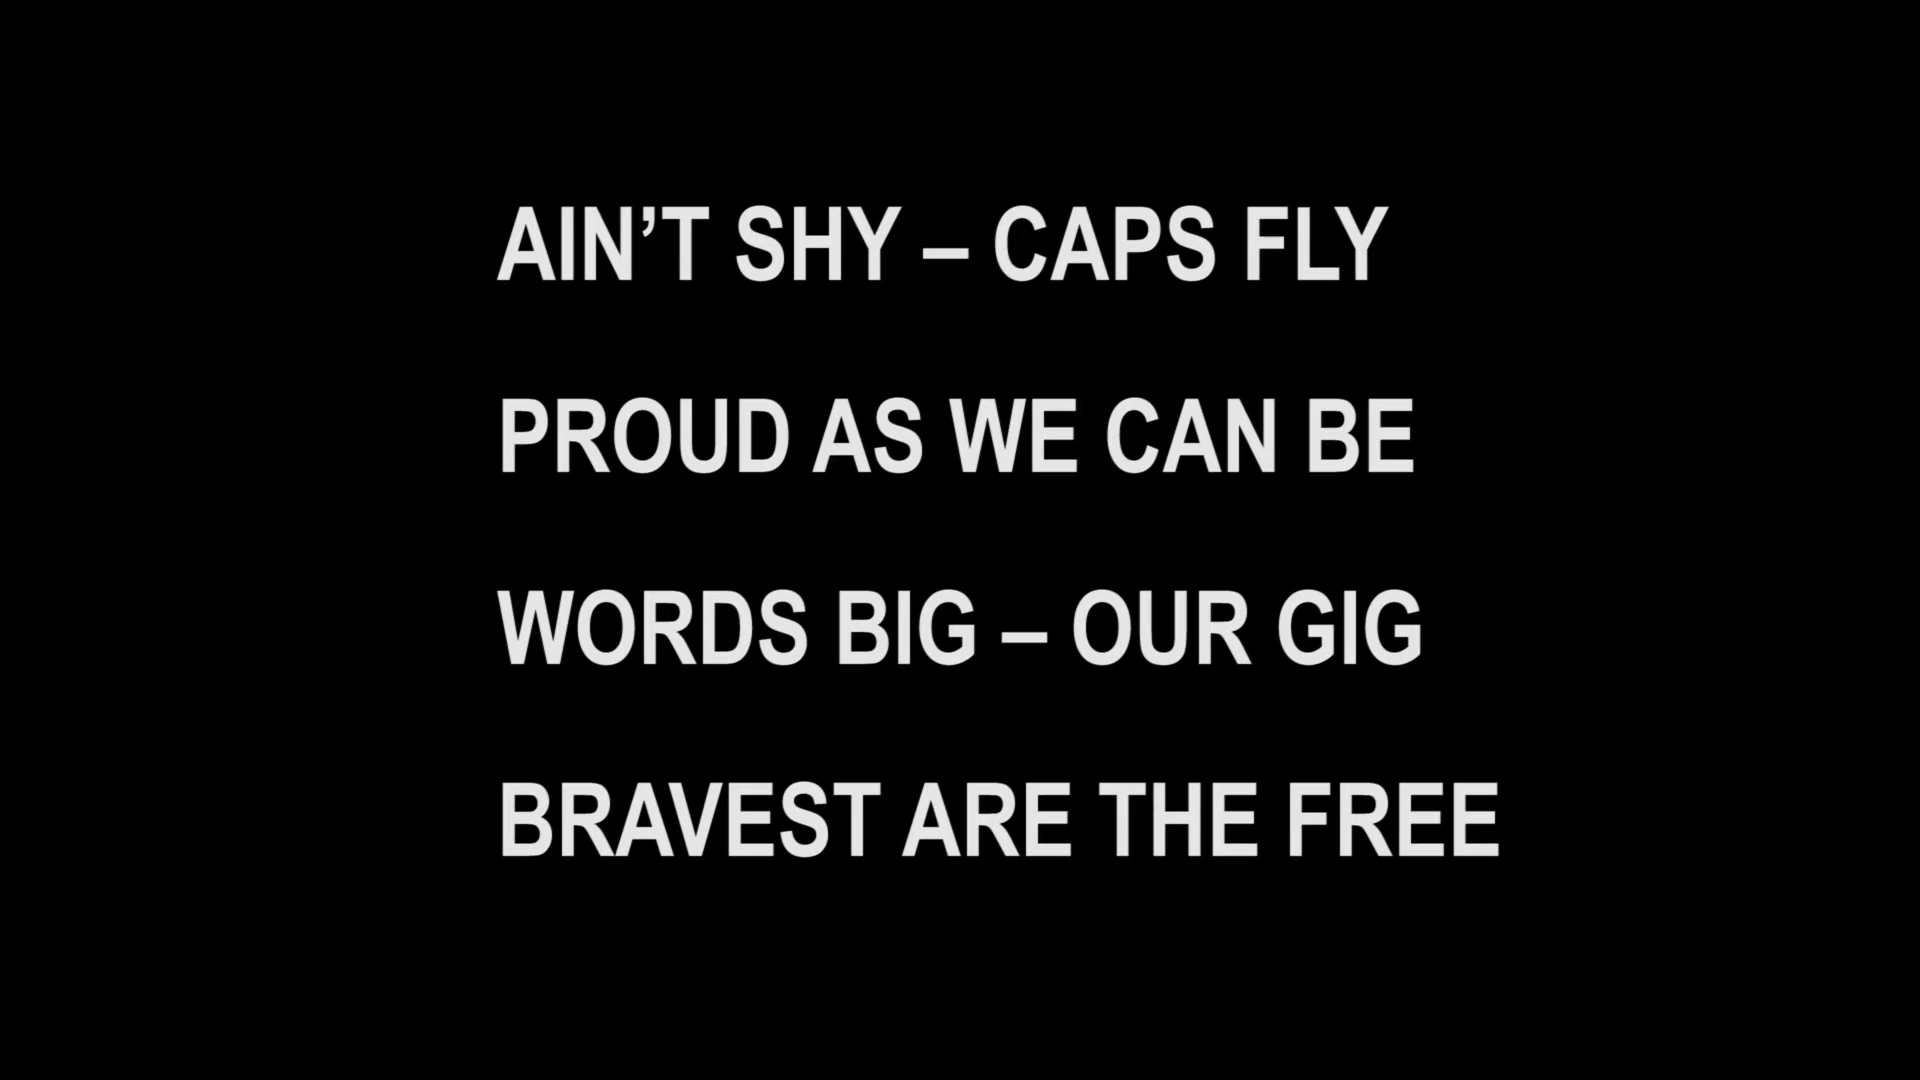 AIN’T SHY – CAPS FLY
PROUD AS WE CAN BE
WORDS BIG – OUR GIG
BRAVEST ARE THE FREE